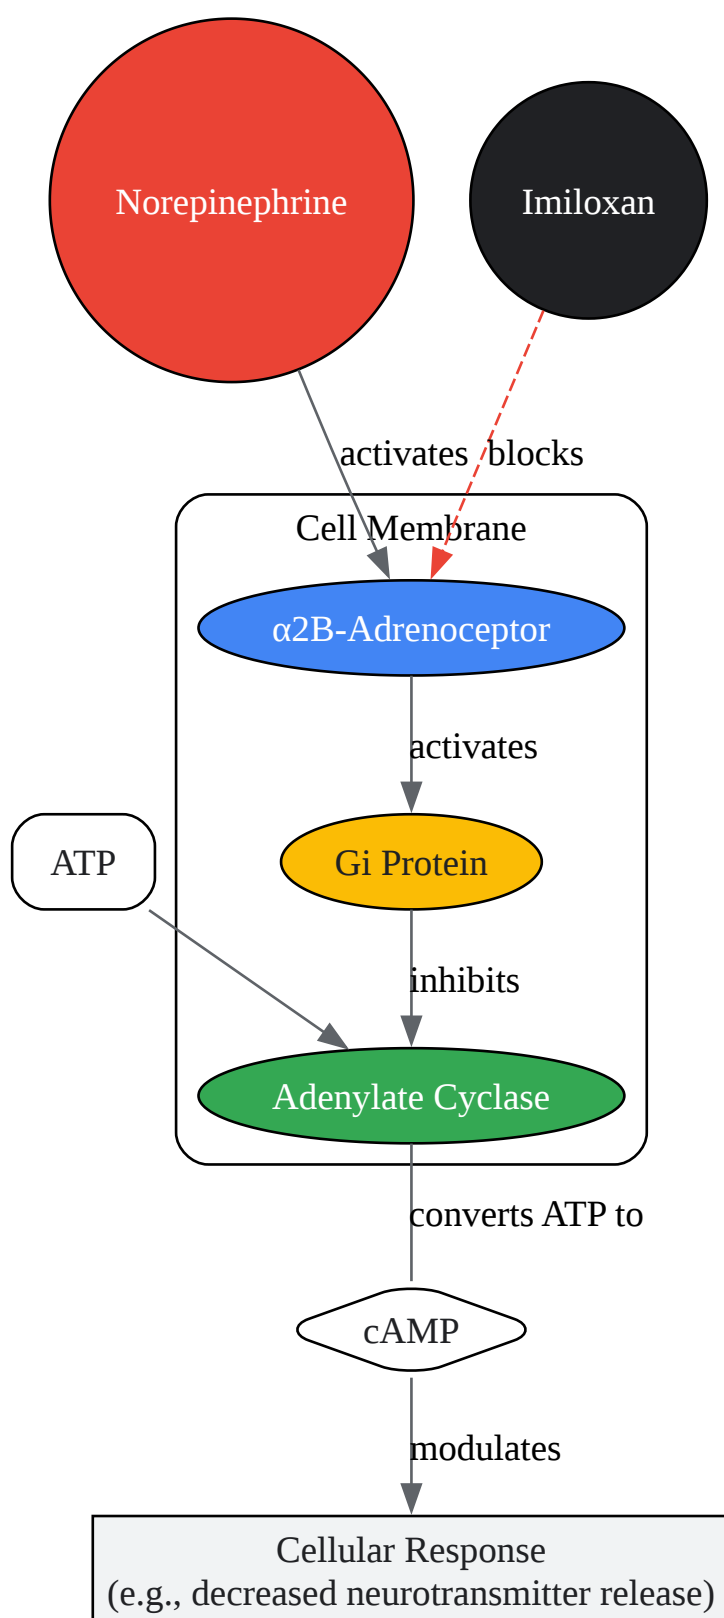 Norepinephrine
Imiloxan
activates
blocks
Cell Membrane
α2B-Adrenoceptor
activates
ATP
Gi Protein
inhibits
Adenylate Cyclase
converts ATP to
cAMP
modulates
Cellular Response
(e.g., decreased neurotransmitter release)